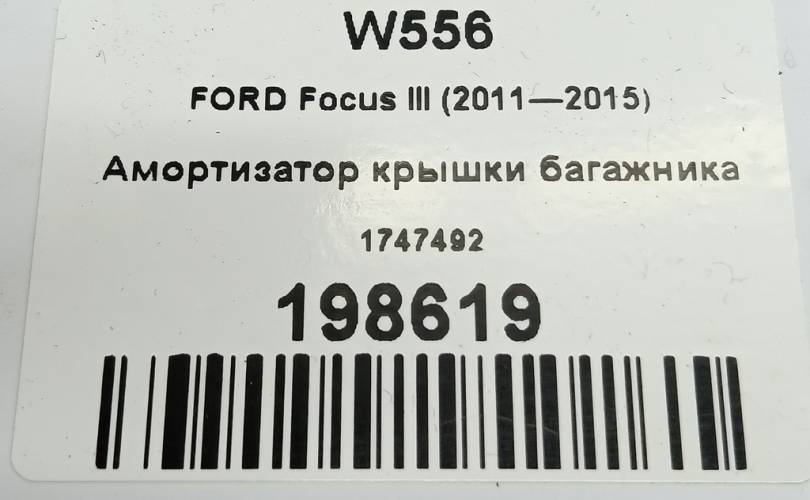 W556
FORD Focus III (2011—2015)
Амортизатор крышки багажника
1747492
198619